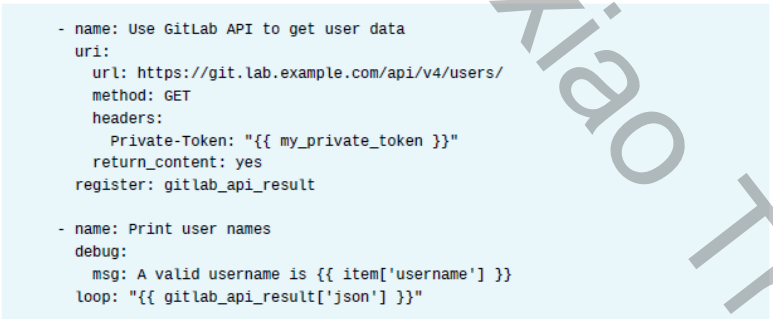 - name: Use GitLab API to get user data
  uri:
    url: https://git.lab.example.com/api/v4/users/
    method: GET
    headers:
      Private-Token: "{{ my_private_token }}"
    return_content: yes
  register: gitlab_api_result

- name: Print user names
  debug:
    msg: A valid username is {{ item['username'] }}
  loop: "{{ gitlab_api_result['json'] }}"